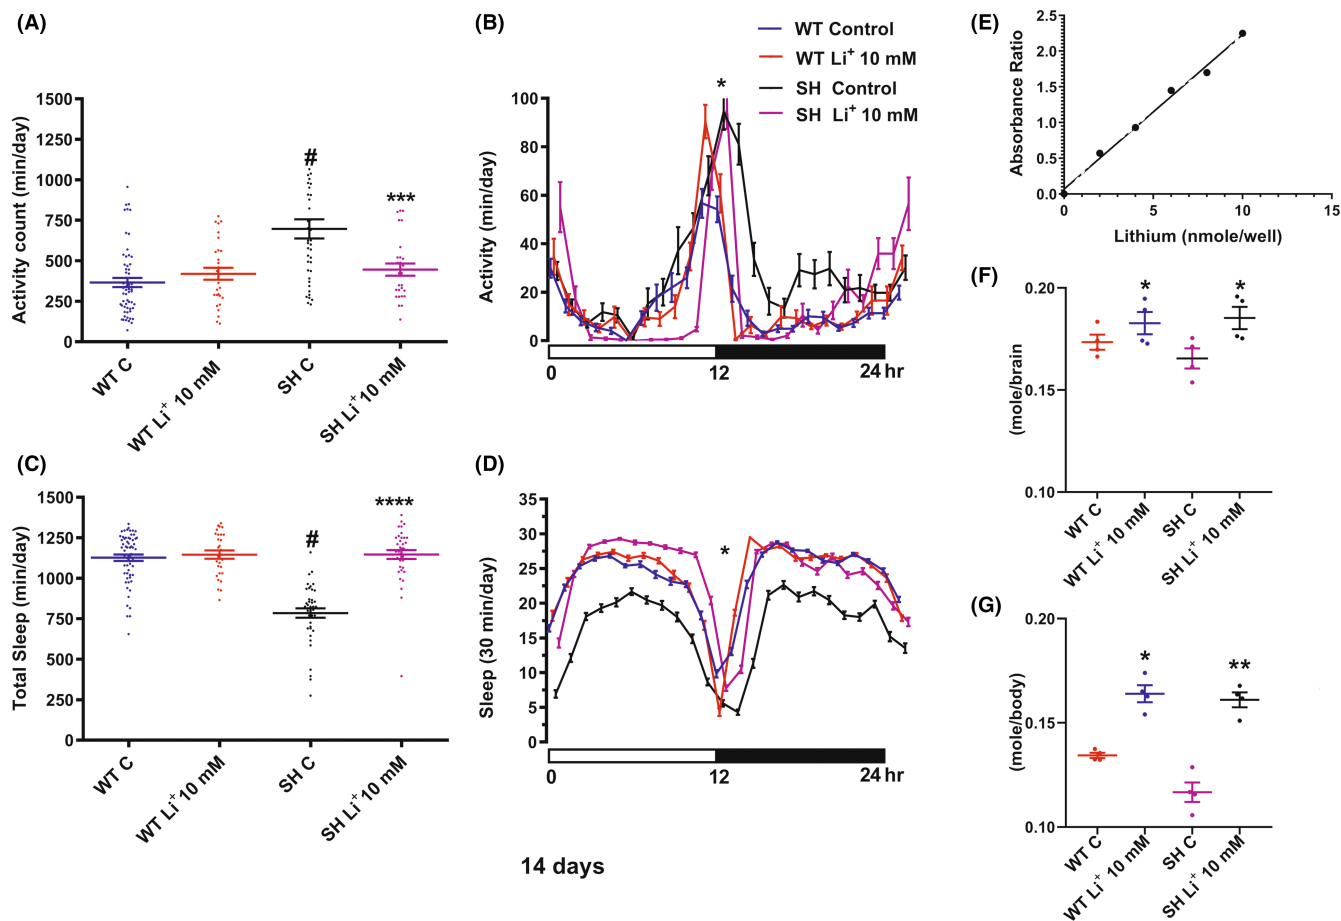 (A)
Activity count (min/day)
1500
1250
1000
750
500
250
0
#
***
WT C
WT Li+ 10 mM
SH C
SH Li+ 10 mM
(B)
WT Control
WT Li+ 10 mM
SH Control
SH Li+ 10 mM
Activity (min/day)
100
80
60
40
20
0
*
0 12 24 hr
(C)
Total Sleep (min/day)
1500
1250
1000
750
500
250
0
#
****
WT C
WT Li+ 10 mM
SH C
SH Li+ 10 mM
(D)
Sleep (30 min/day)
35
30
25
20
15
10
5
0
*
0 12 24 hr
14 days
(E)
Absorbance Ratio
2.5
2.0
1.5
1.0
0.5
0.0
0 5 10 15
Lithium (nmole/well)
(F)
(mole/brain)
0.20
0.15
0.10
* *
WT C
WT Li+ 10 mM
SH C
SH Li+ 10 mM
(G)
(mole/body)
0.20
0.15
0.10
* **
WT C
WT Li+ 10 mM
SH C
SH Li+ 10 mM